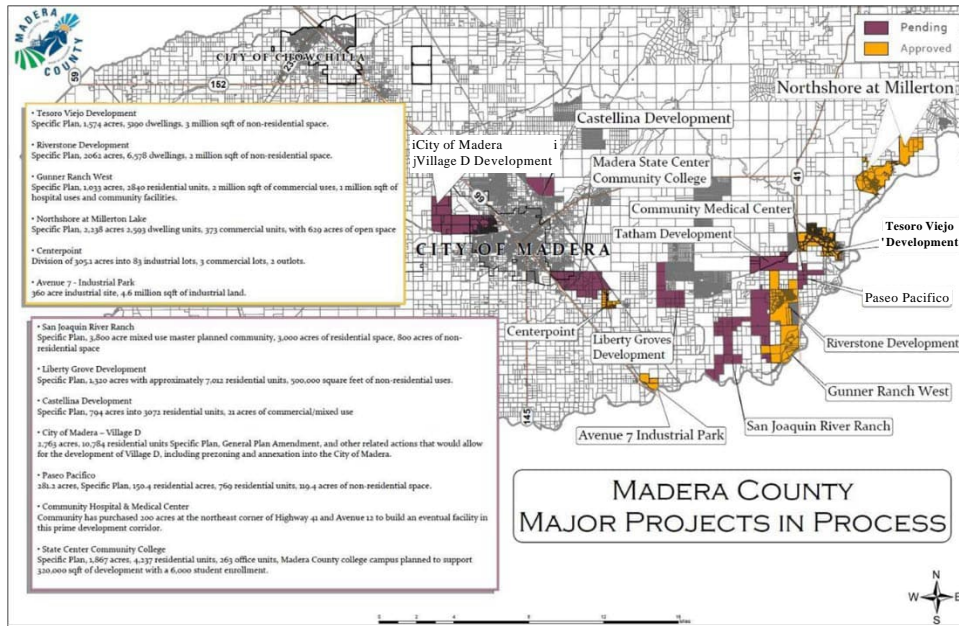 MADERA
COUNTY
Pending
Approved
CITY OF CHOWCHILLA
233
59
152
Northshore at Millerton
Castellina Development
iCity of Madera i
jVillage D Development
Madera State Center
Community College
41
99
Community Medical Center
Tatham Development
Tesoro Viejo
'Development
CITY OF MADERA
Paseo Pacifico
Centerpoint
Liberty Groves
Development
Riverstone Development
Gunner Ranch West
145
Avenue 7 Industrial Park
San Joaquin River Ranch
• Tesoro Viejo Development
Specific Plan, 1,574 acres, 5190 dwellings, 3 million sqft of non-residential space.
• Riverstone Development
Specific Plan, 2062 acres, 6,578 dwellings, 2 million sqft of non-residential space.
• Gunner Ranch West
Specific Plan, 1,033 acres, 2840 residential units, 2 million sqft of commercial uses, 1 million sqft of
hospital uses and community facilities.
• Northshore at Millerton Lake
Specific Plan, 2,238 acres 2,593 dwelling units, 373 commercial units, with 629 acres of open space
• Centerpoint
Division of 305.1 acres into 83 industrial lots, 3 commercial lots, 2 outlots.
• Avenue 7 - Industrial Park
360 acre industrial site, 4.6 million sqft of industrial land.
• San Joaquin River Ranch
Specific Plan, 3,800 acre mixed use master planned community, 3,000 acres of residential space, 800 acres of non-
residential space
• Liberty Grove Development
Specific Plan, 1,320 acres with approximately 7,012 residential units, 500,000 square feet of non-residential uses.
• Castellina Development
Specific Plan, 794 acres into 3072 residential units, 21 acres of commercial/mixed use
• City of Madera – Village D
2,763 acres, 10,784 residential units Specific Plan, General Plan Amendment, and other related actions that would allow
for the development of Village D, including prezoning and annexation into the City of Madera.
• Paseo Pacifico
281.2 acres, Specific Plan, 150.4 residential acres, 769 residential units, 119.4 acres of non-residential space.
• Community Hospital & Medical Center
Community has purchased 200 acres at the northeast corner of Highway 41 and Avenue 12 to build an eventual facility in
this prime development corridor.
• State Center Community College
Specific Plan, 1,867 acres, 4,237 residential units, 263 office units, Madera County college campus planned to support
320,000 sqft of development with a 6,000 student enrollment.
MADERA COUNTY
MAJOR PROJECTS IN PROCESS
N
W E
S
0 2 4 8 12 16
Miles